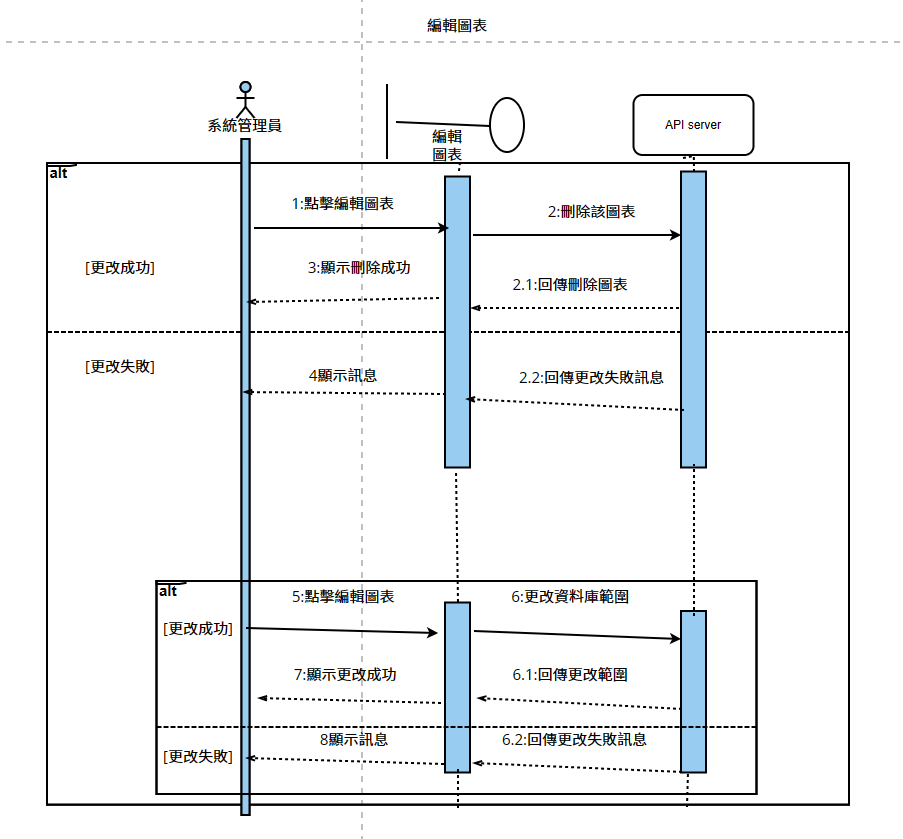 編輯圖表
系統管理員
編輯
圖表
API server
alt
1:點擊編輯圖表
2:刪除該圖表
[更改成功]
3:顯示刪除成功
2.1:回傳刪除圖表
[更改失敗]
4顯示訊息
2.2:回傳更改失敗訊息
alt
5:點擊編輯圖表
6:更改資料庫範圍
[更改成功]
7:顯示更改成功
6.1:回傳更改範圍
8顯示訊息
6.2:回傳更改失敗訊息
[更改失敗]